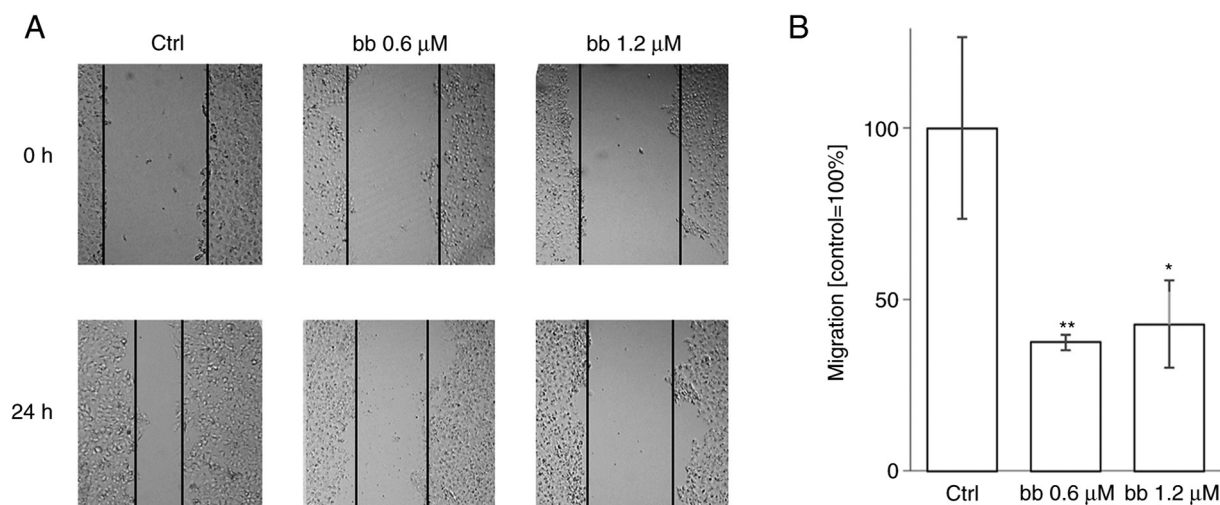 A
Ctrl
bb 0.6 µM
bb 1.2 µM
0 h
24 h
B
Migration [control=100%]
100
50
0
**
*
Ctrl
bb 0.6 µM
bb 1.2 µM